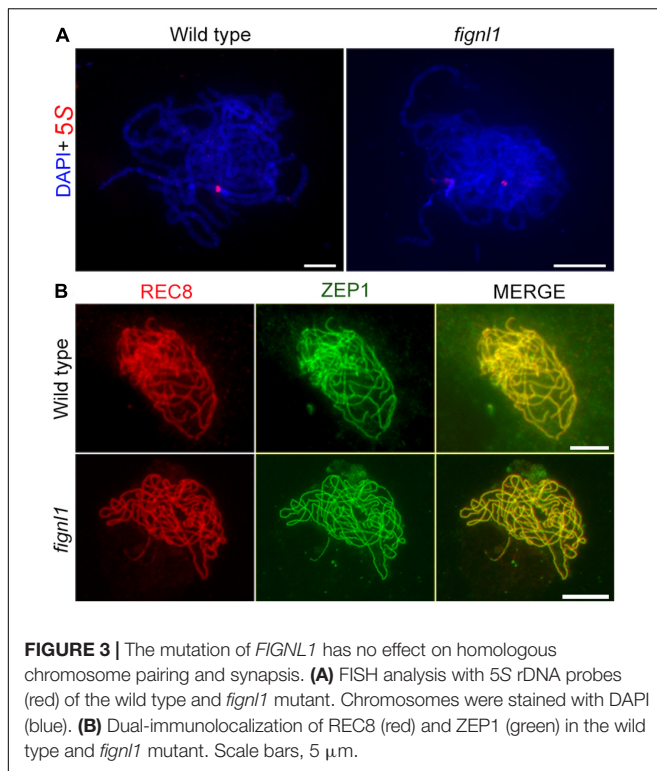 A
Wild type
fignl1
DAPI+ 5S
B
REC8
ZEP1
MERGE
Wild type
fignl1
FIGURE 3 | The mutation of FIGNL1 has no effect on homologous
chromosome pairing and synapsis. (A) FISH analysis with 5S rDNA probes
(red) of the wild type and fignl1 mutant. Chromosomes were stained with DAPI
(blue). (B) Dual-immunolocalization of REC8 (red) and ZEP1 (green) in the wild
type and fignl1 mutant. Scale bars, 5 μm.